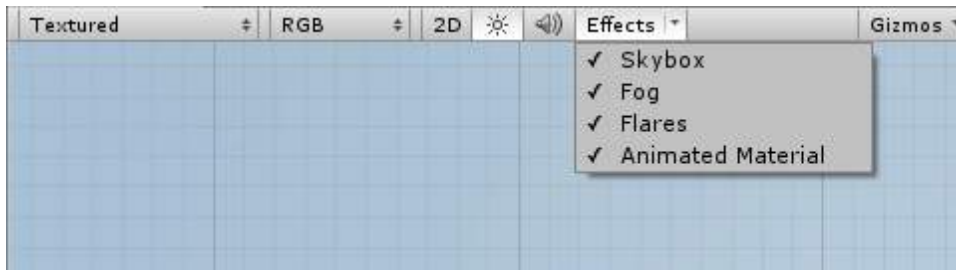 Textured RGB 2D Effects Gizmos
Skybox
Fog
Flares
Animated Material